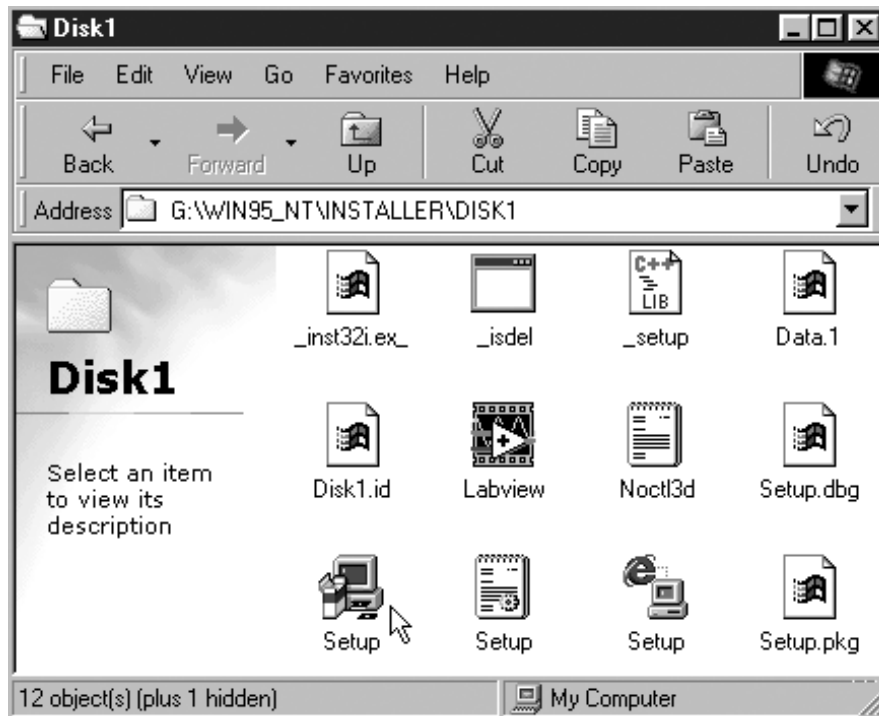 Disk1
File Edit View Go Favorites Help
Back Forward Up Cut Copy Paste Undo
Address G:\WIN95_NT\INSTALLER\DISK1
C++
LIB
_inst32i.ex_ _isdel _setup Data.1
Disk1
Select an item
to view its
description
Disk1.id Labview Noctl3d Setup.dbg
Setup Setup Setup Setup.pkg
12 object(s) (plus 1 hidden) My Computer